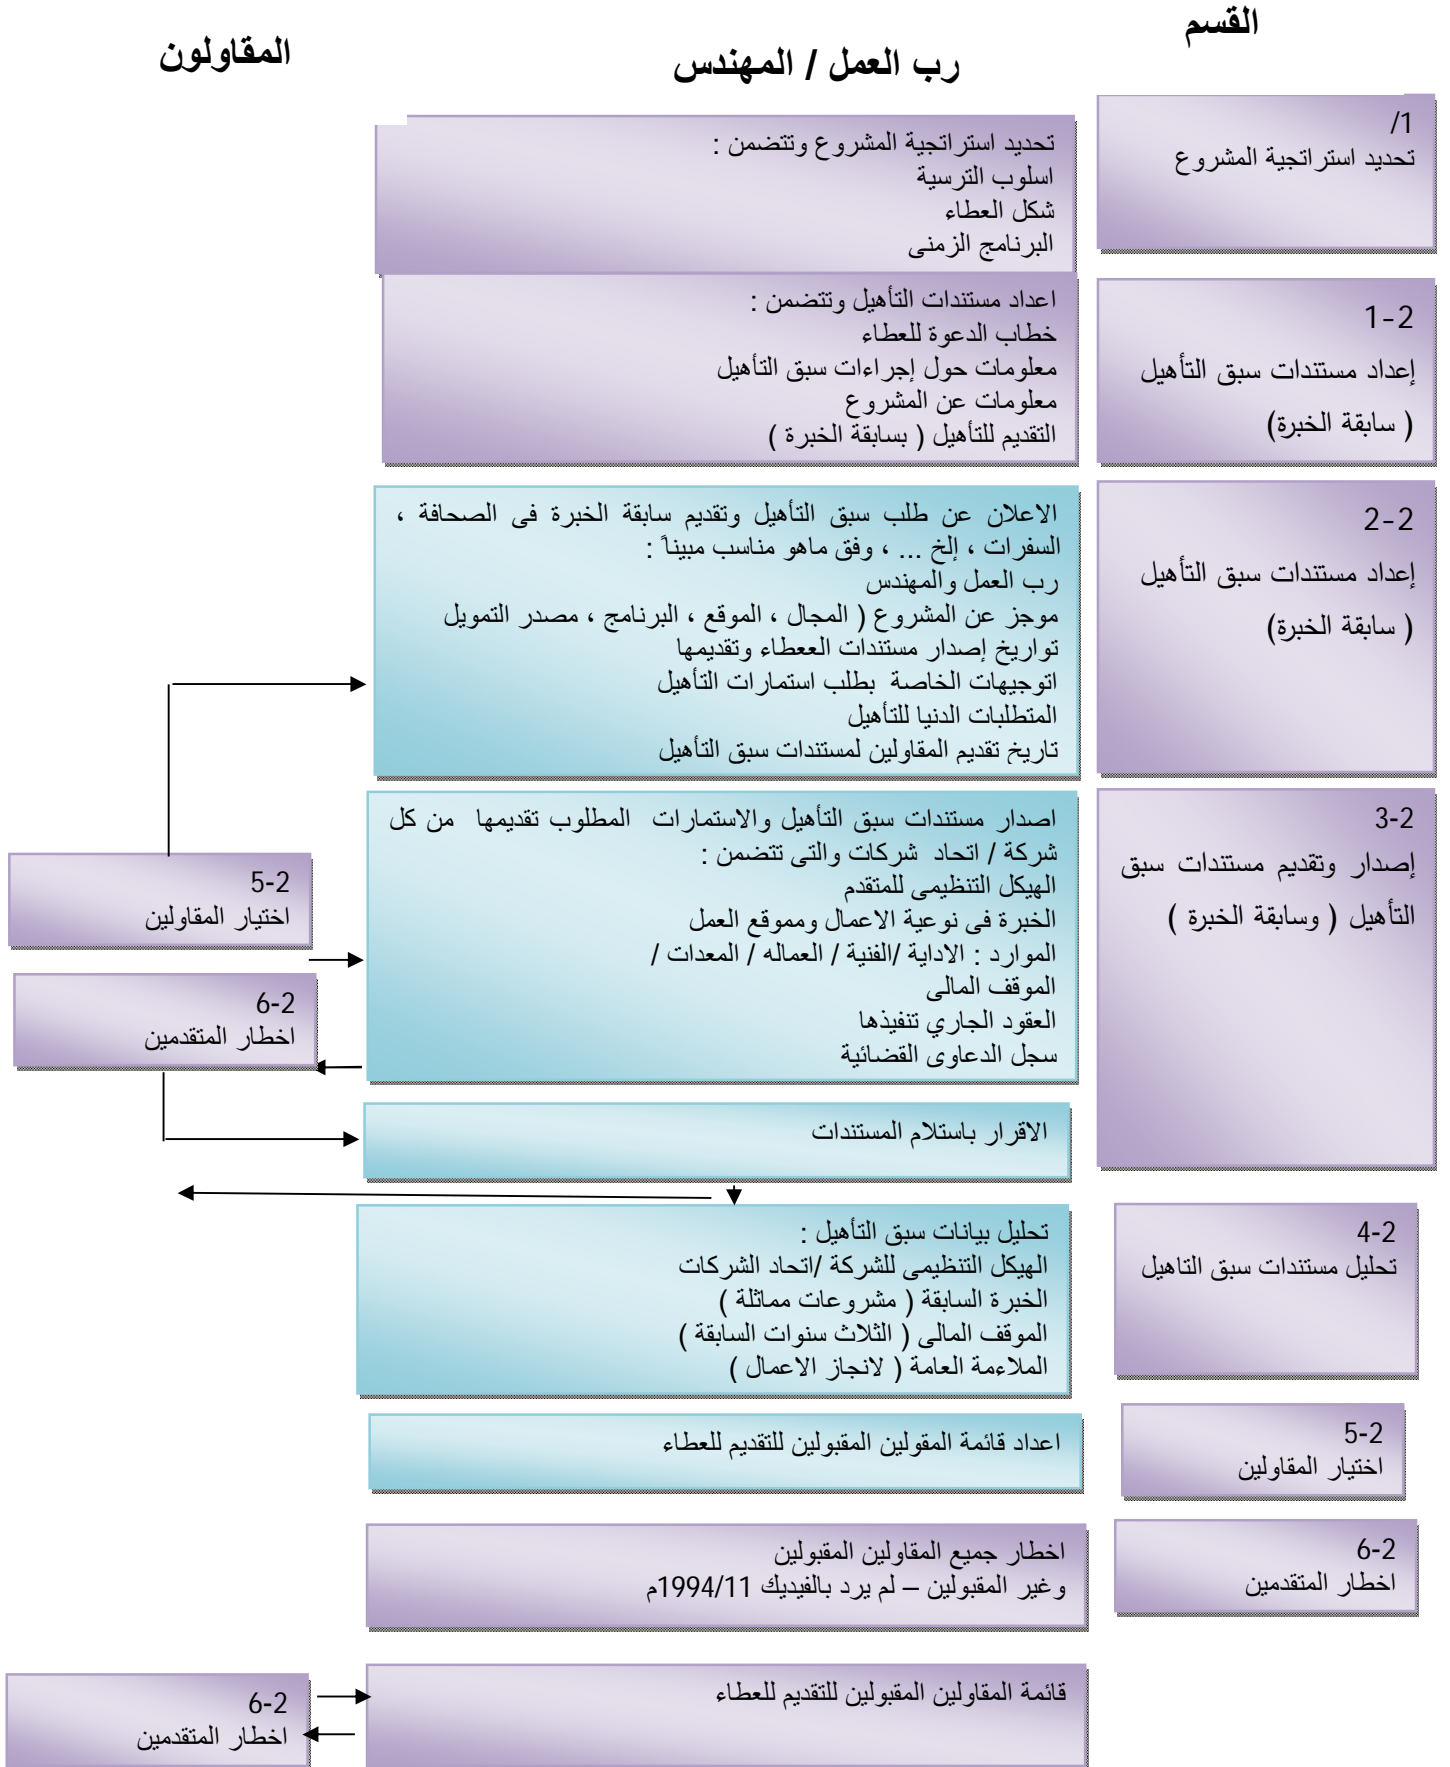 القسم
رب العمل / المهندس
المقاولون
1/
تحديد استراتجية المشروع
تحديد استراتجية المشروع وتتضمن :
اسلوب الترسية
شكل العطاء
البرنامج الزمنى
1-2
إعداد مستندات سبق التأهيل
( سابقة الخبرة)
اعداد مستندات التأهيل وتتضمن :
خطاب الدعوة للعطاء
معلومات حول إجراءات سبق التأهيل
معلومات عن المشروع
التقديم للتأهيل ( بسابقة الخبرة )
2-2
إعداد مستندات سبق التأهيل
( سابقة الخبرة)
الاعلان عن طلب سبق التأهيل وتقديم سابقة الخبرة فى الصحافة ،
السفرات ، إلخ ... ، وفق ماهو مناسب مبيناً :
رب العمل والمهندس
موجز عن المشروع ( المجال ، الموقع ، البرنامج ، مصدر التمويل
تواريخ إصدار مستندات الععطاء وتقديمها
اتوجيهات الخاصة بطلب استمارات التأهيل
المتطلبات الدنيا للتأهيل
تاريخ تقديم المقاولين لمستندات سبق التأهيل
3-2
إصدار وتقديم مستندات سبق
التأهيل ( وسابقة الخبرة )
اصدار مستندات سبق التأهيل والاستمارات المطلوب تقديمها من كل
شركة / اتحاد شركات والتى تتضمن :
الهيكل التنظيمى للمتقدم
الخبرة فى نوعية الاعمال ومموقع العمل
الموارد : الاداية /الفنية / العماله / المعدات /
الموقف المالى
العقود الجاري تنفيذها
سجل الدعاوى القضائية
5-2
اختيار المقاولين
6-2
اخطار المتقدمين
الاقرار باستلام المستندات
4-2
تحليل مستندات سبق التاهيل
تحليل بيانات سبق التأهيل :
الهيكل التنظيمى للشركة /اتحاد الشركات
الخبرة السابقة ( مشروعات مماثلة )
الموقف المالى ( الثلاث سنوات السابقة )
الملاءمة العامة ( لانجاز الاعمال )
5-2
اختيار المقاولين
اعداد قائمة المقولين المقبولين للتقديم للعطاء
6-2
اخطار المتقدمين
اخطار جميع المقاولين المقبولين
وغير المقبولين – لم يرد بالفيديك 1994/11م
قائمة المقاولين المقبولين للتقديم للعطاء
6-2
اخطار المتقدمين